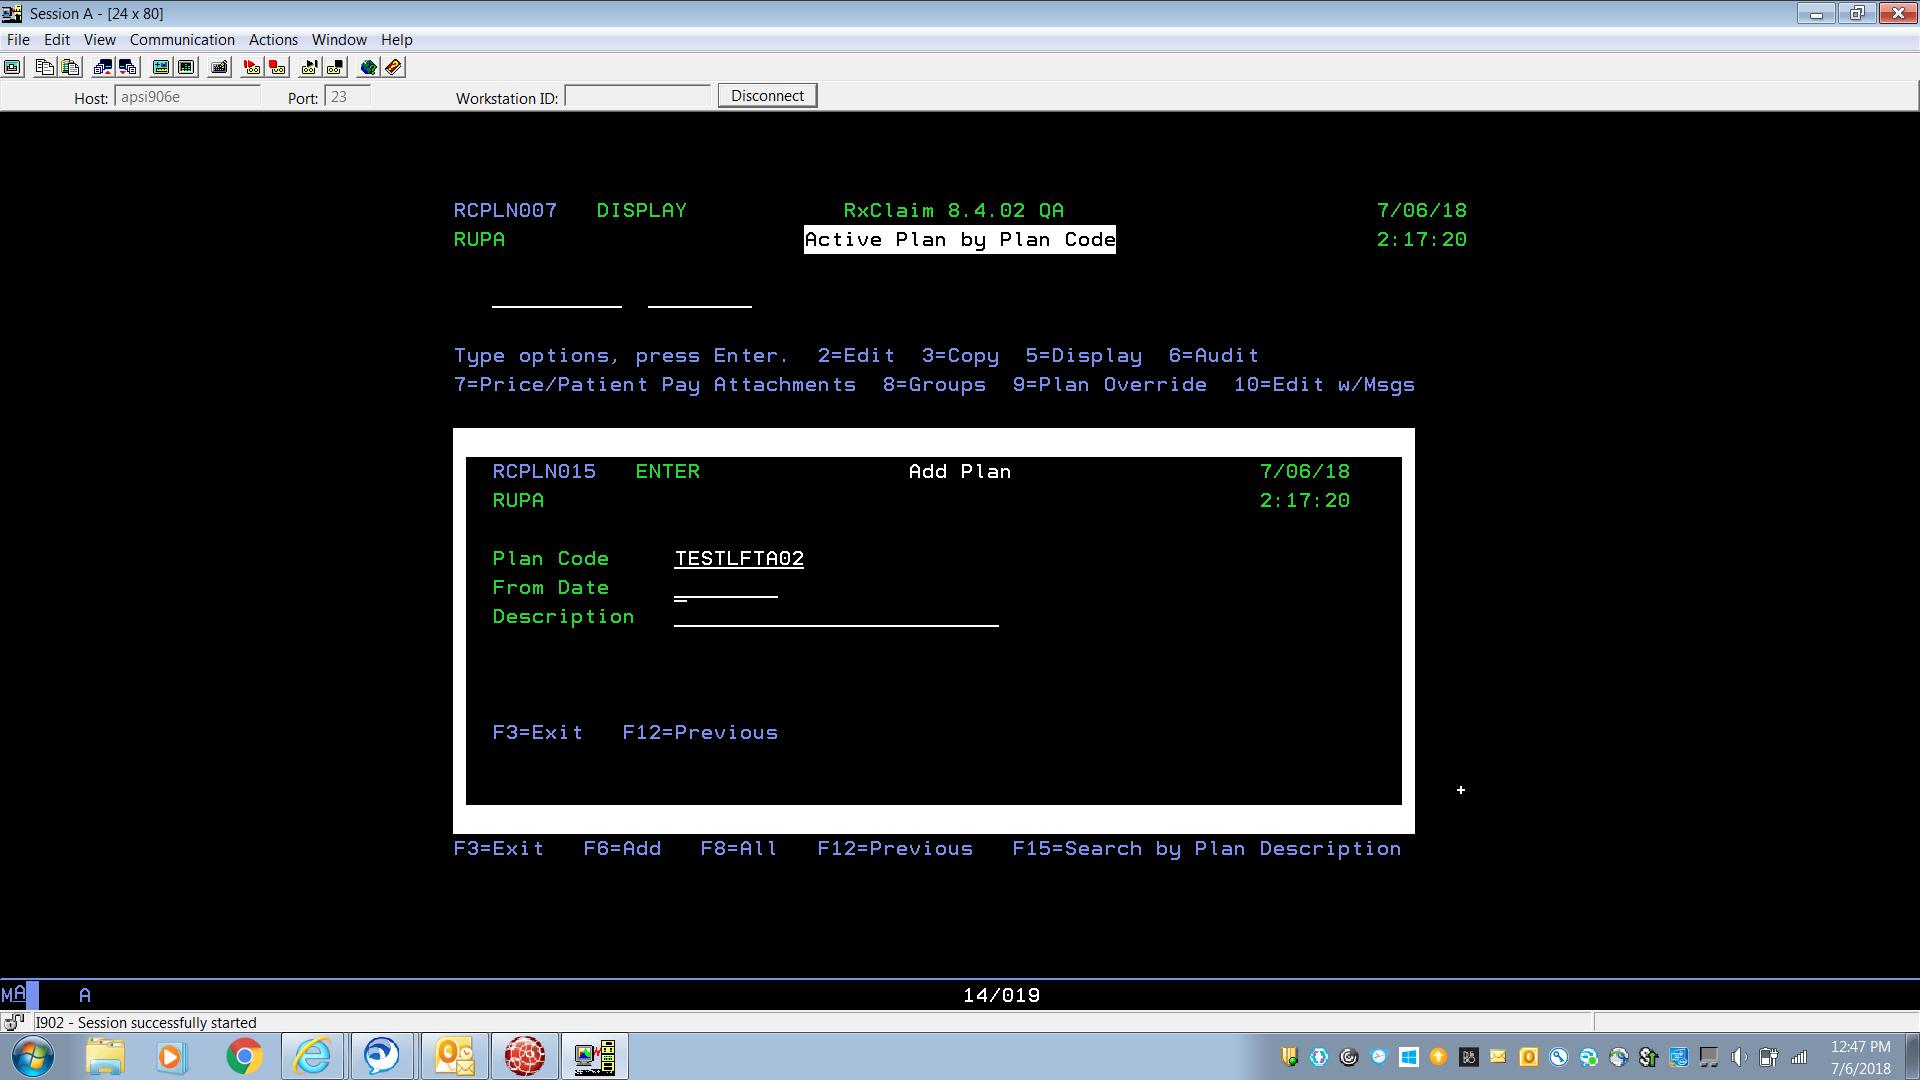 Session A - [24 x 80]
File Edit View Communication Actions Window Help
Host: apsi906e Port: 23 Workstation ID: Disconnect
RCPLN007 DISPLAY RxClaim 8.4.02 QA 7/06/18
RUPA Active Plan by Plan Code 2:17:20
Type options, press Enter. 2=Edit 3=Copy 5=Display 6=Audit
7=Price/Patient Pay Attachments 8=Groups 9=Plan Override 10=Edit w/Msgs
RCPLN015 ENTER Add Plan 7/06/18
RUPA 2:17:20
Plan Code TESTLFTA02
From Date
Description
F3=Exit F12=Previous
F3=Exit F6=Add F8=All F12=Previous F15=Search by Plan Description
MA A 14/019
I902 - Session successfully started
12:47 PM
7/6/2018